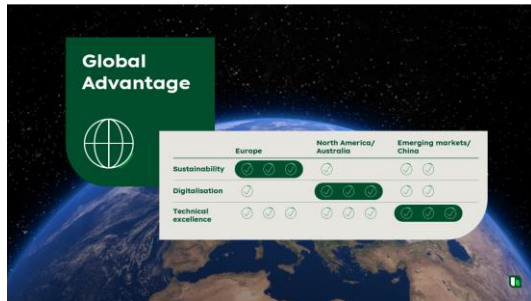 Global
Advantage
Europe
North America/
Australia
Emerging markets/
China
Sustainability
Digitalisation
Technical
excellence